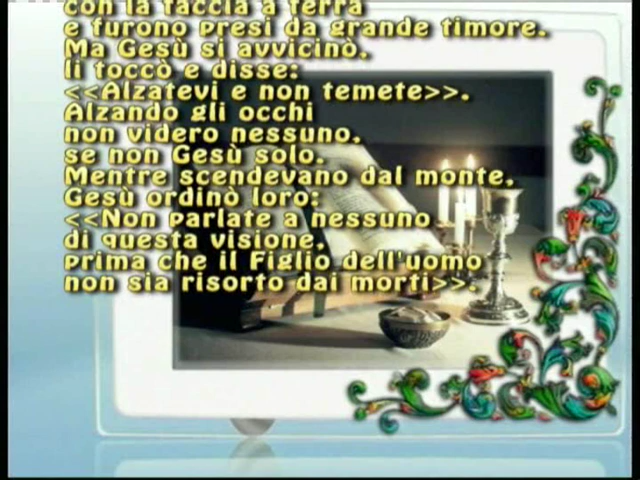 con la faccia a terra
e furono presi da grande timore.
Ma Gesù si avvicinò,
li toccò e disse:
<<Alzatevi e non temete>>.
Alzando gli occhi
non videro nessuno,
se non Gesù solo.
Mentre scendevano dal monte,
Gesù ordinò loro:
<<Non parlate a nessuno
di questa visione,
prima che il Figlio dell'uomo
non sia risorto dai morti>>.